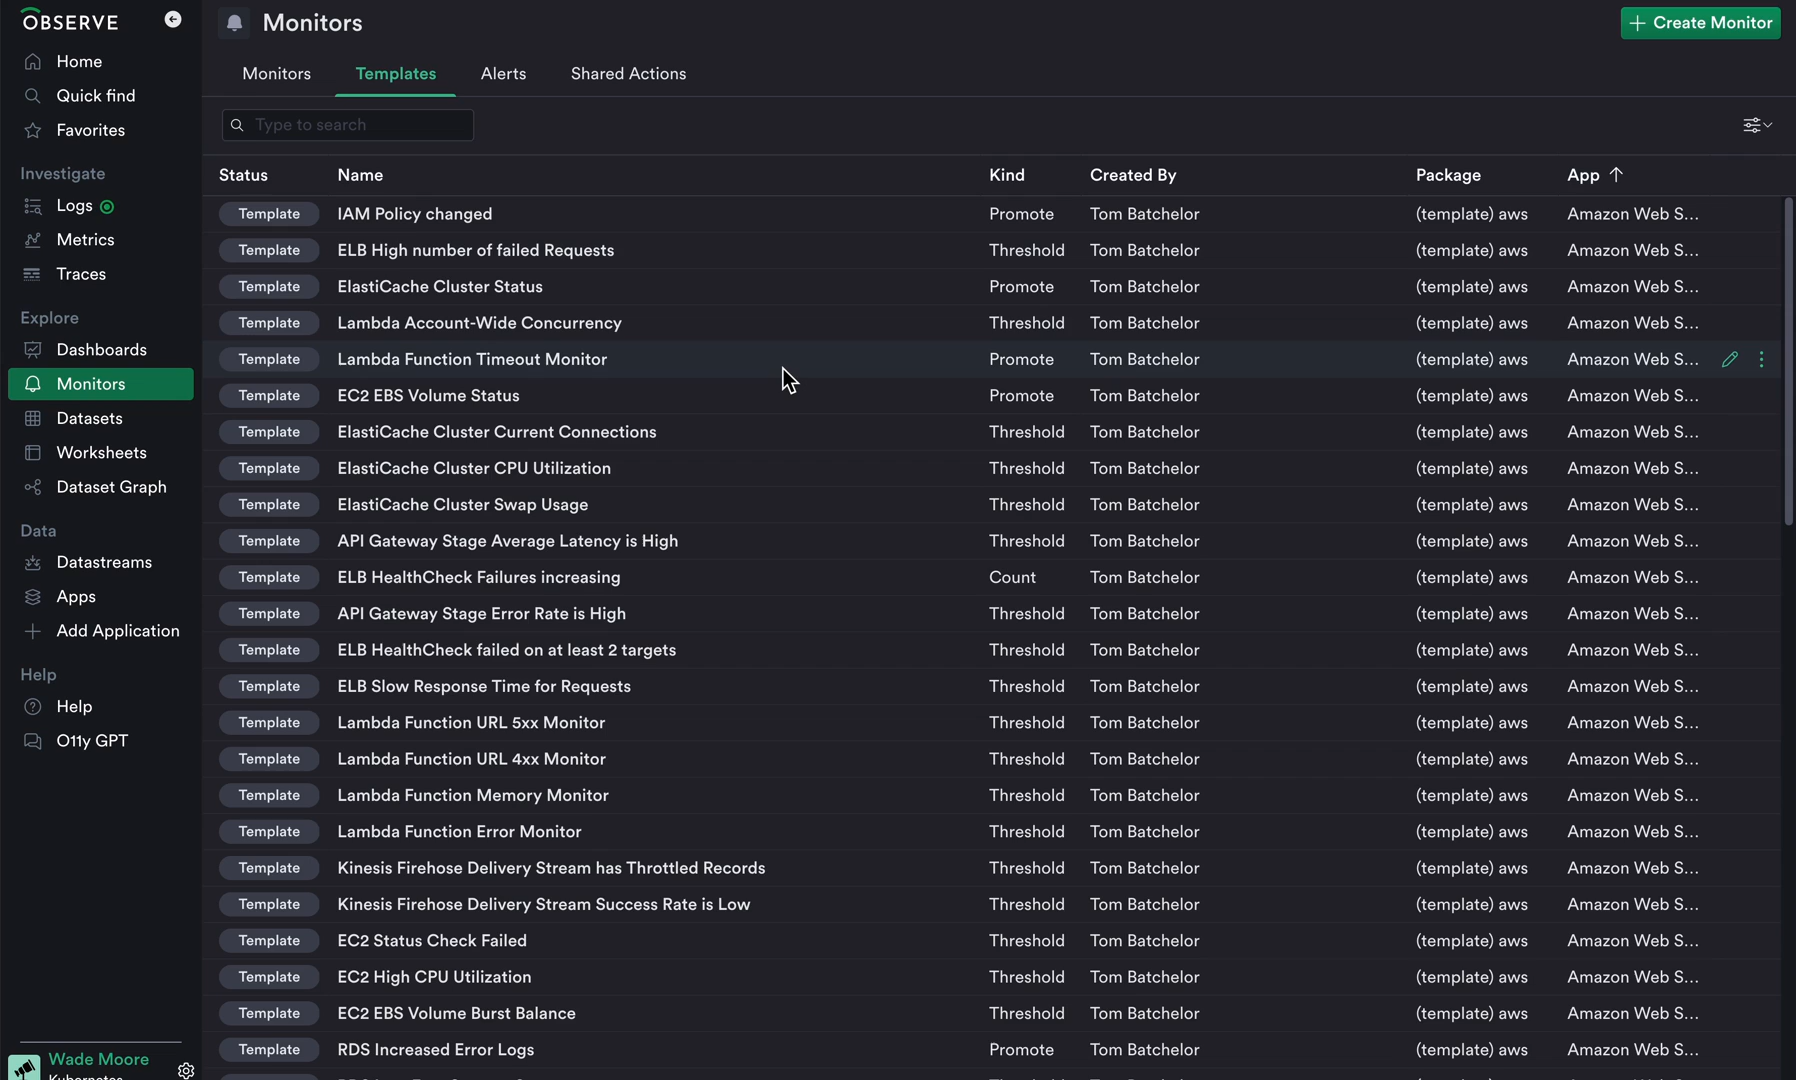 OBSERVE
Home
Quick find
Favorites
Investigate
Logs
Metrics
Traces
Explore
Dashboards
Monitors
Datasets
Worksheets
Dataset Graph
Data
Datastreams
Apps
Add Application
Help
Help
O11y GPT
Wade Moore
Kubernetes
Monitors
Create Monitor
Monitors Templates Alerts Shared Actions
Type to search
Status Name Kind Created By Package App
Template IAM Policy changed Promote Tom Batchelor (template) aws Amazon Web S...
Template ELB High number of failed Requests Threshold Tom Batchelor (template) aws Amazon Web S...
Template ElastiCache Cluster Status Promote Tom Batchelor (template) aws Amazon Web S...
Template Lambda Account-Wide Concurrency Threshold Tom Batchelor (template) aws Amazon Web S...
Template Lambda Function Timeout Monitor Promote Tom Batchelor (template) aws Amazon Web S...
Template EC2 EBS Volume Status Promote Tom Batchelor (template) aws Amazon Web S...
Template ElastiCache Cluster Current Connections Threshold Tom Batchelor (template) aws Amazon Web S...
Template ElastiCache Cluster CPU Utilization Threshold Tom Batchelor (template) aws Amazon Web S...
Template ElastiCache Cluster Swap Usage Threshold Tom Batchelor (template) aws Amazon Web S...
Template API Gateway Stage Average Latency is High Threshold Tom Batchelor (template) aws Amazon Web S...
Template ELB HealthCheck Failures increasing Count Tom Batchelor (template) aws Amazon Web S...
Template API Gateway Stage Error Rate is High Threshold Tom Batchelor (template) aws Amazon Web S...
Template ELB HealthCheck failed on at least 2 targets Threshold Tom Batchelor (template) aws Amazon Web S...
Template ELB Slow Response Time for Requests Threshold Tom Batchelor (template) aws Amazon Web S...
Template Lambda Function URL 5xx Monitor Threshold Tom Batchelor (template) aws Amazon Web S...
Template Lambda Function URL 4xx Monitor Threshold Tom Batchelor (template) aws Amazon Web S...
Template Lambda Function Memory Monitor Threshold Tom Batchelor (template) aws Amazon Web S...
Template Lambda Function Error Monitor Threshold Tom Batchelor (template) aws Amazon Web S...
Template Kinesis Firehose Delivery Stream has Throttled Records Threshold Tom Batchelor (template) aws Amazon Web S...
Template Kinesis Firehose Delivery Stream Success Rate is Low Threshold Tom Batchelor (template) aws Amazon Web S...
Template EC2 Status Check Failed Threshold Tom Batchelor (template) aws Amazon Web S...
Template EC2 High CPU Utilization Threshold Tom Batchelor (template) aws Amazon Web S...
Template EC2 EBS Volume Burst Balance Threshold Tom Batchelor (template) aws Amazon Web S...
Template RDS Increased Error Logs Promote Tom Batchelor (template) aws Amazon Web S...